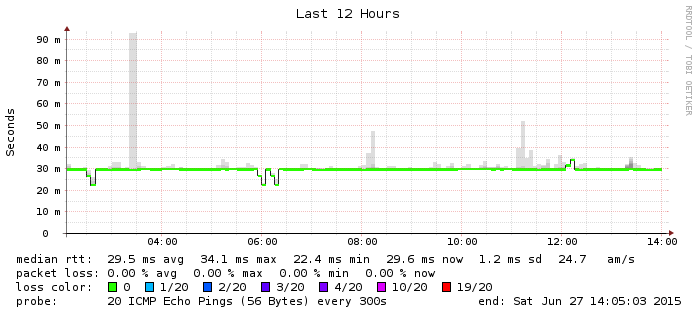 Last 12 Hours
RRDTOOL / TOBI OETIKER
Seconds
90 m
80 m
70 m
60 m
50 m
40 m
30 m
20 m
10 m
0
04:00 06:00 08:00 10:00 12:00 14:00
median rtt: 29.5 ms avg 34.1 ms max 22.4 ms min 29.6 ms now 1.2 ms sd 24.7 am/s
packet loss: 0.00 % avg 0.00 % max 0.00 % min 0.00 % now
loss color: 0 1/20 2/20 3/20 4/20 10/20 19/20
probe: 20 ICMP Echo Pings (56 Bytes) every 300s end: Sat Jun 27 14:05:03 2015